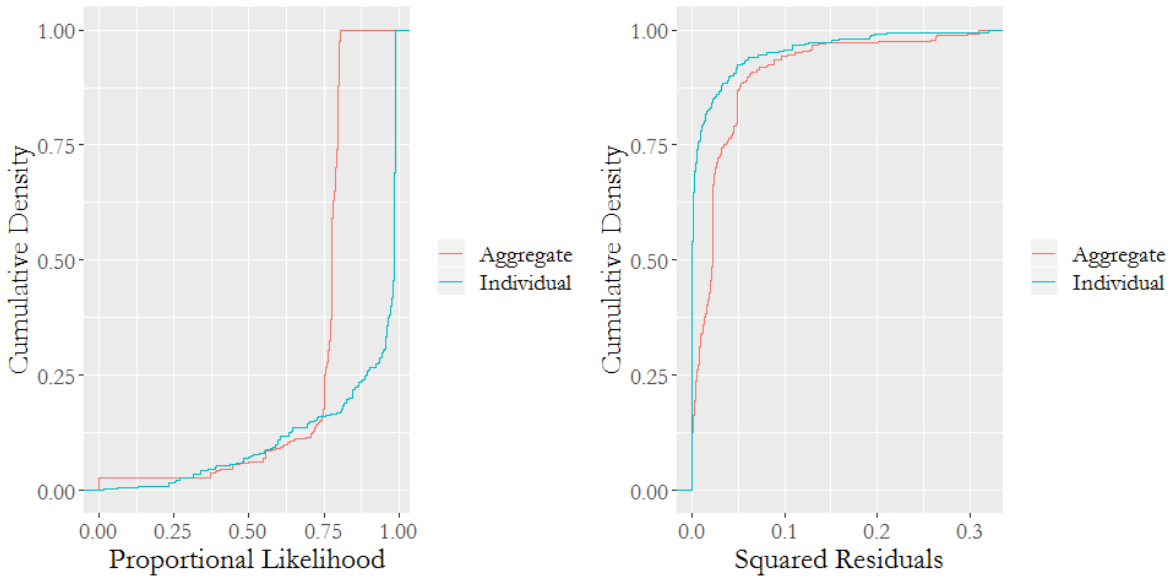 1.00
0.75
0.50
0.25
0.00
Cumulative Density
0.00 0.25 0.50 0.75 1.00
Proportional Likelihood
Aggregate
Individual
1.00
0.75
0.50
0.25
0.00
Cumulative Density
0.0 0.1 0.2 0.3
Squared Residuals
Aggregate
Individual